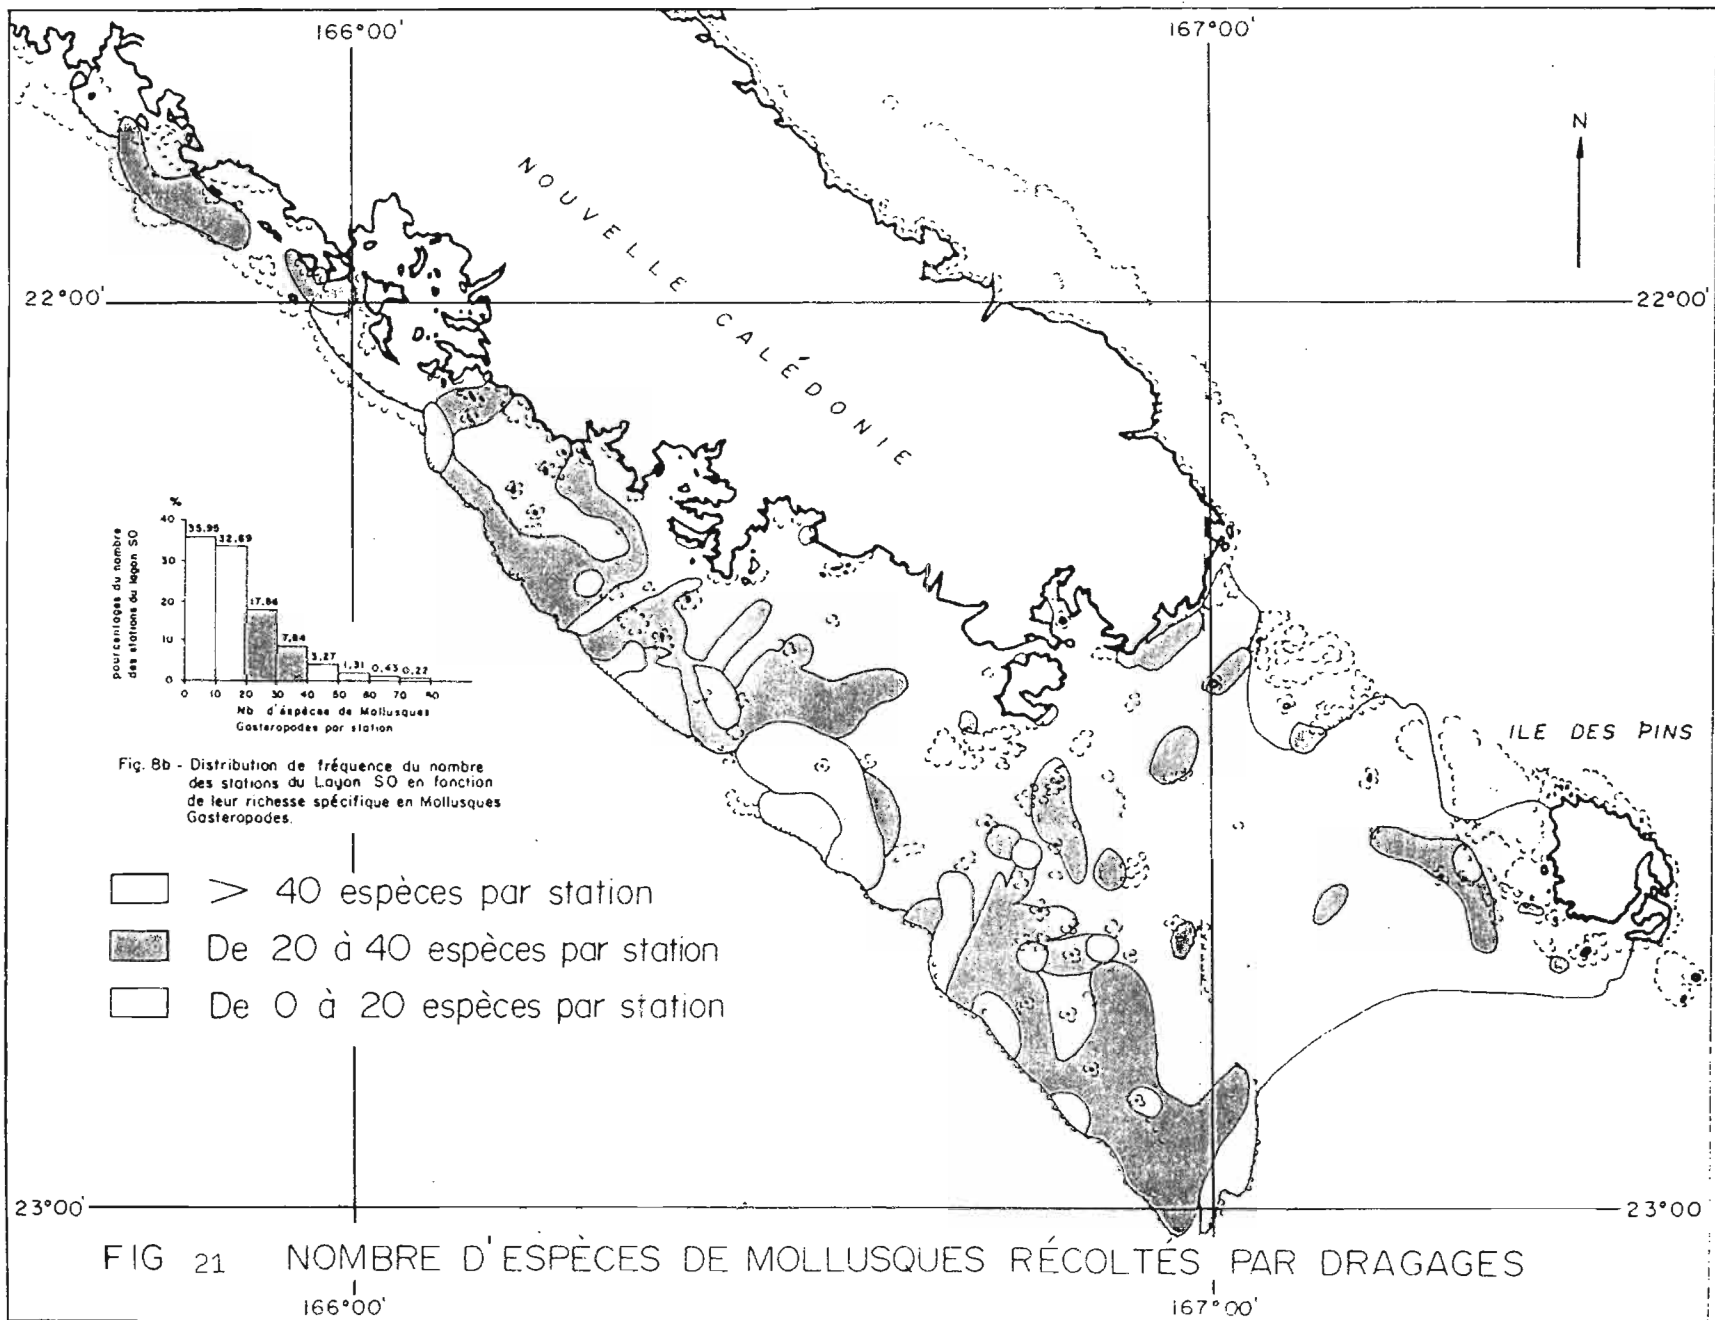 166°00' 167°00'
N
NOUVELLE CALÉDONIE
22°00' 22°00'
ILE DES PINS
%
pourcentages du nombre
des stations du lagon SO
40
30
20
10
0
35,95
32,69
17,84
7,84
3,27
1,31
0,43
0,22
0 10 20 30 40 50 60 70 80
Nb d'espèces de Mollusques
Gasteropodes par station
Fig. 8b - Distribution de fréquence du nombre
des stations du Lagon SO en fonction
de leur richesse spécifique en Mollusques
Gasteropodes.
> 40 espèces par station
De 20 à 40 espèces par station
De 0 à 20 espèces par station
23°00' 23°00
FIG 21 NOMBRE D'ESPÈCES DE MOLLUSQUES RÉCOLTÉS PAR DRAGAGES
166°00' 167°00'